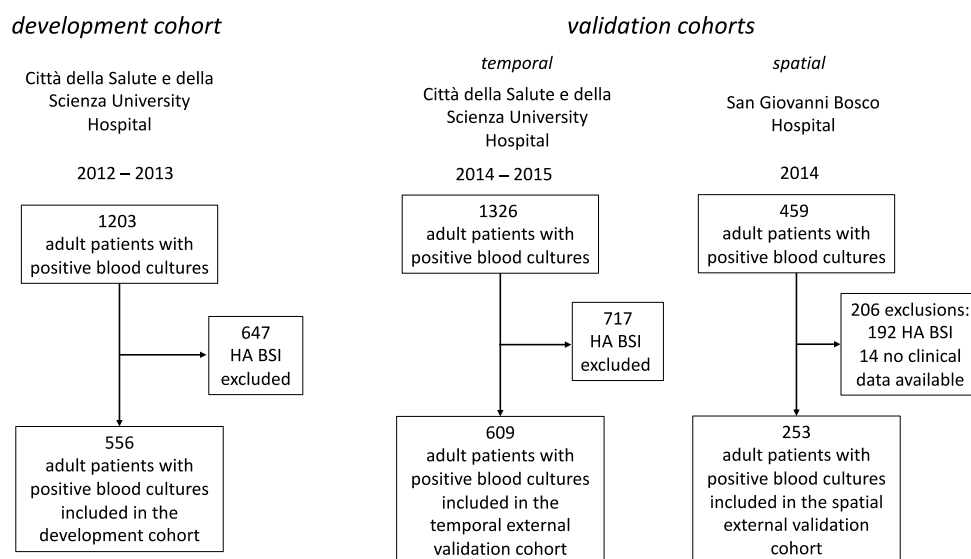 development cohort
Città della Salute e della
Scienza University
Hospital
2012 – 2013
1203
adult patients with
positive blood cultures
647
HA BSI
excluded
556
adult patients with
positive blood cultures
included in the
development cohort
validation cohorts
temporal
Città della Salute e della
Scienza University
Hospital
2014 – 2015
1326
adult patients with
positive blood cultures
717
HA BSI
excluded
609
adult patients with
positive blood cultures
included in the
temporal external
validation cohort
spatial
San Giovanni Bosco
Hospital
2014
459
adult patients with
positive blood cultures
206 exclusions:
192 HA BSI
14 no clinical
data available
253
adult patients with
positive blood cultures
included in the spatial
external validation
cohort